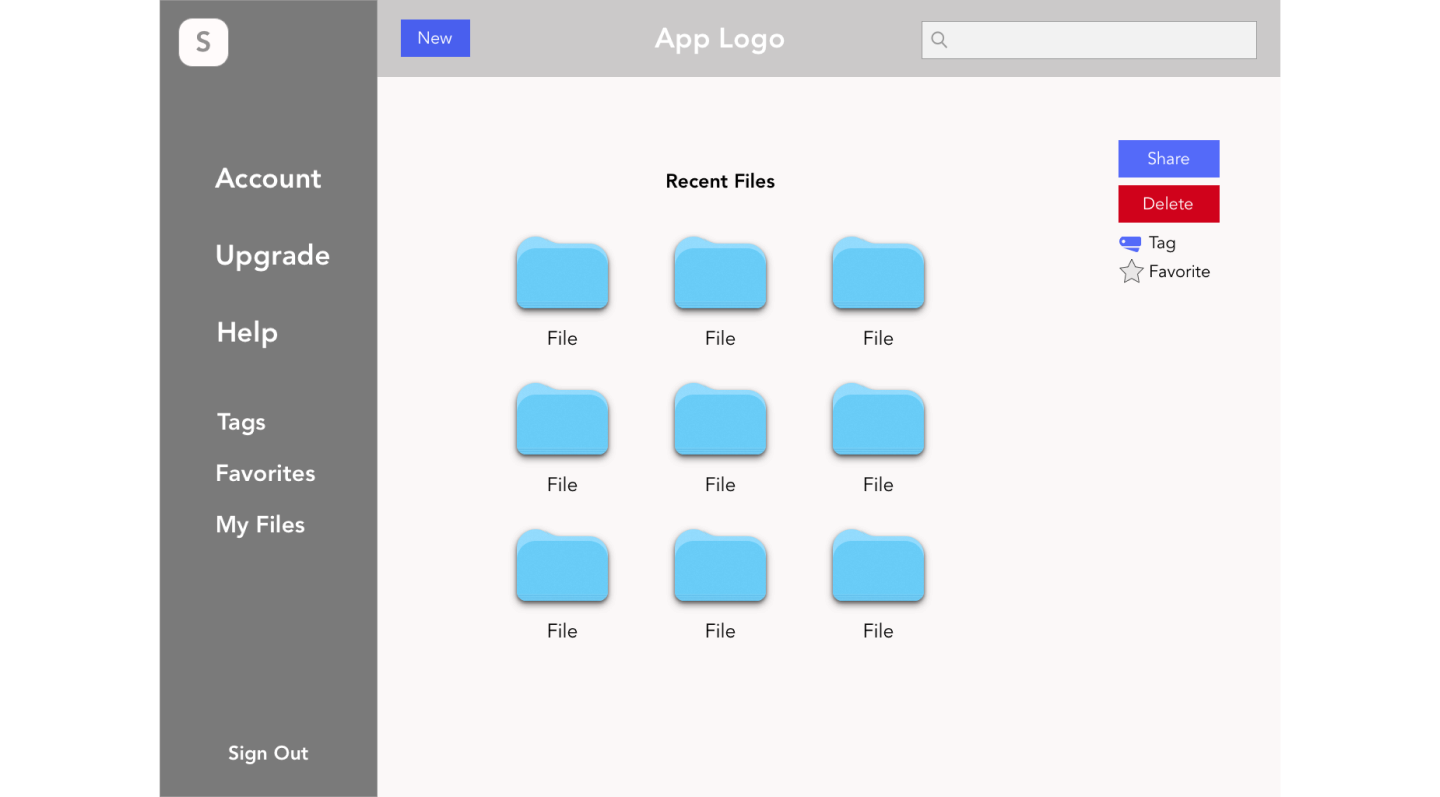 S
New
App Logo
Account
Upgrade
Help
Tags
Favorites
My Files
Sign Out
Recent Files
File
File
File
File
File
File
File
File
File
Share
Delete
Tag
Favorite